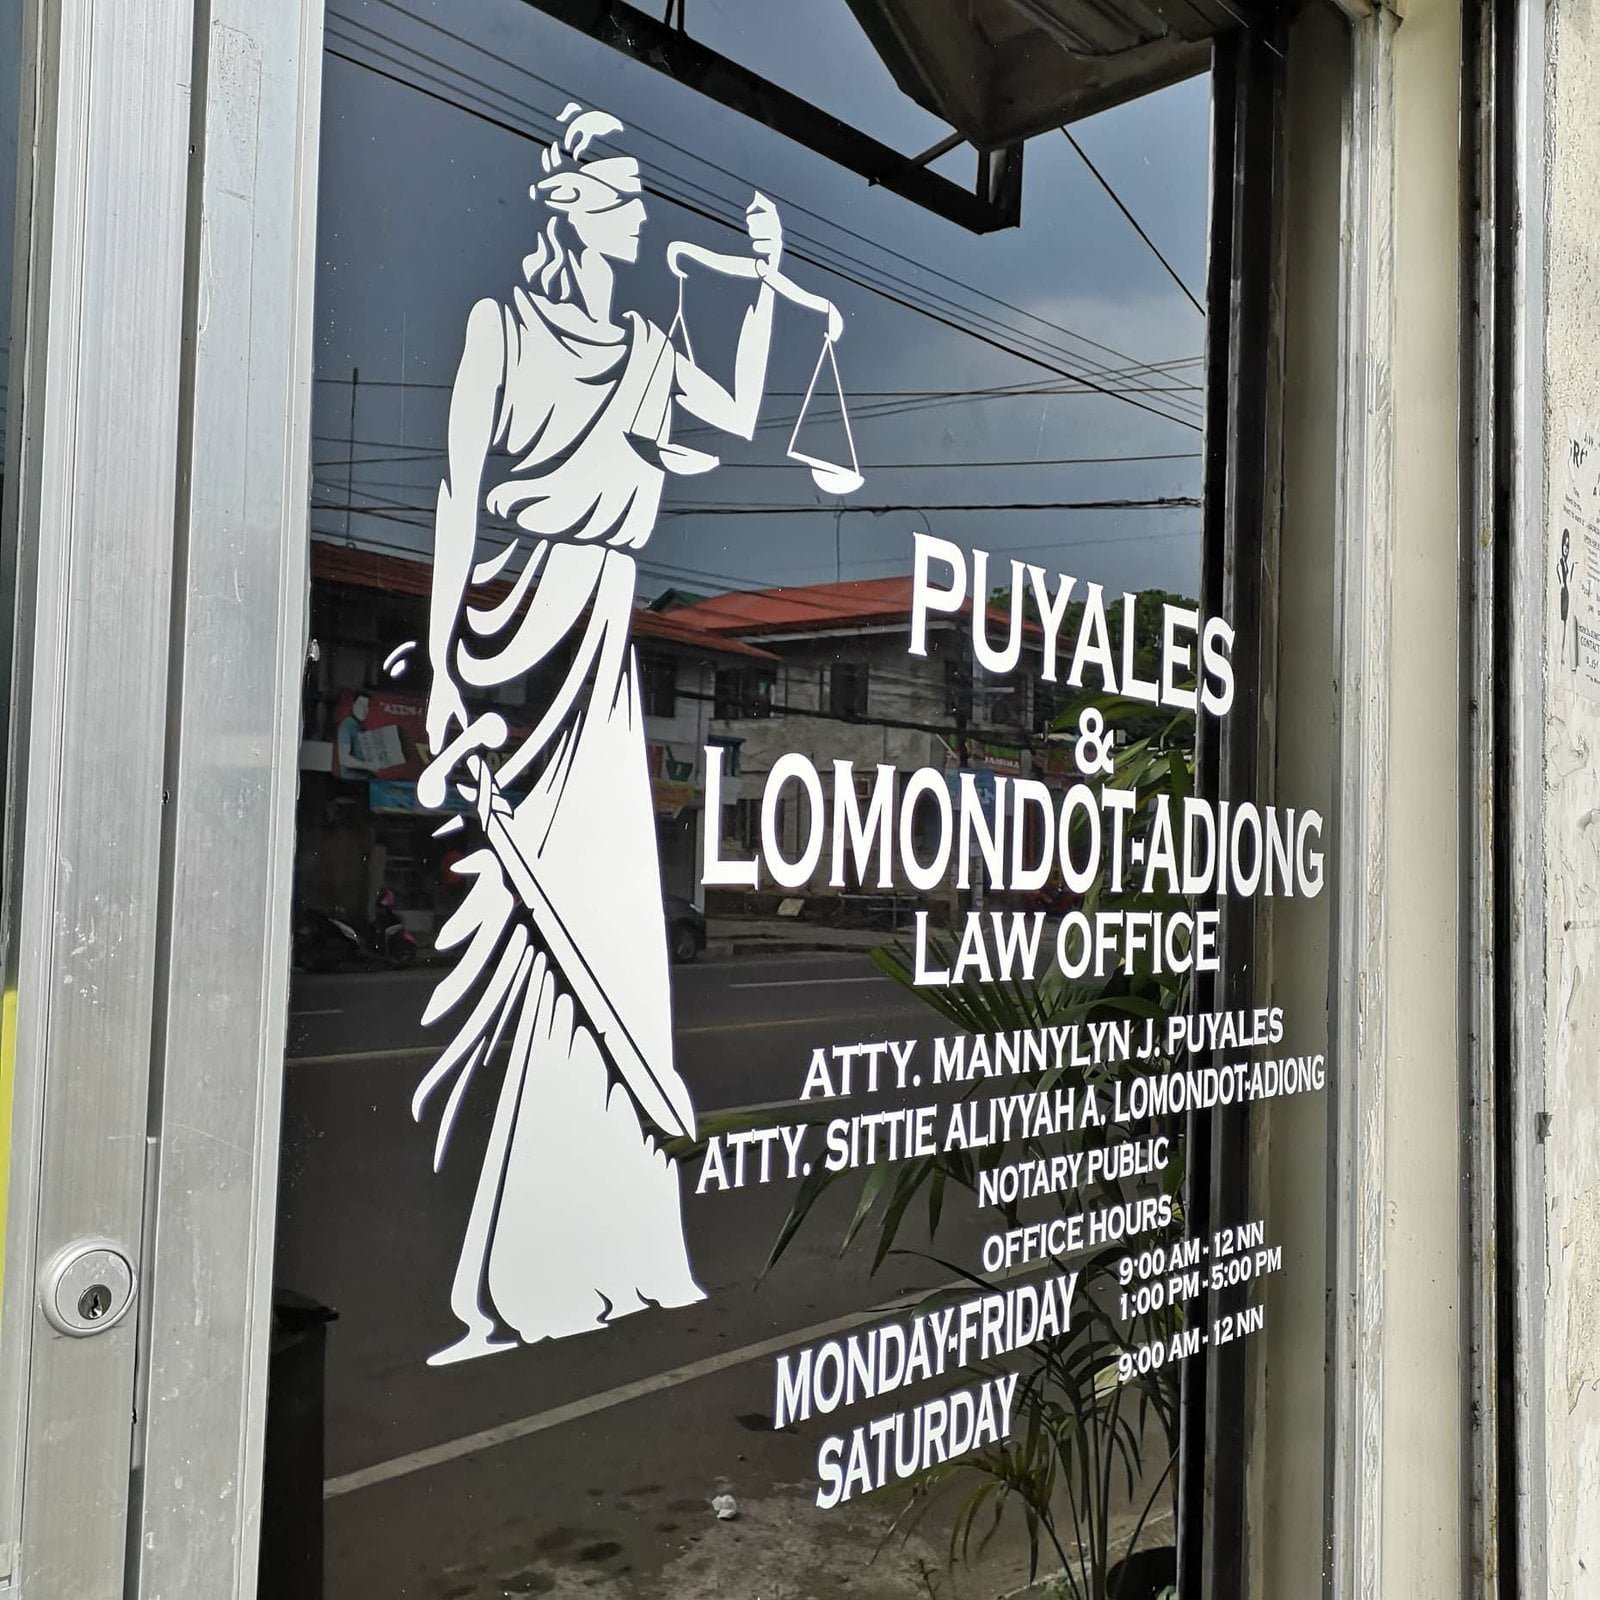 PUYALES
&
LOMONDOT-ADIONG
LAW OFFICE
ATTY. MANNYLYN J. PUYALES
ATTY. SITTIE ALIYYAH A. LOMONDOT-ADIONG
NOTARY PUBLIC
OFFICE HOURS
MONDAY-FRIDAY 9:00 AM - 12 NN
1:00 PM - 5:00 PM
SATURDAY 9:00 AM - 12 NN